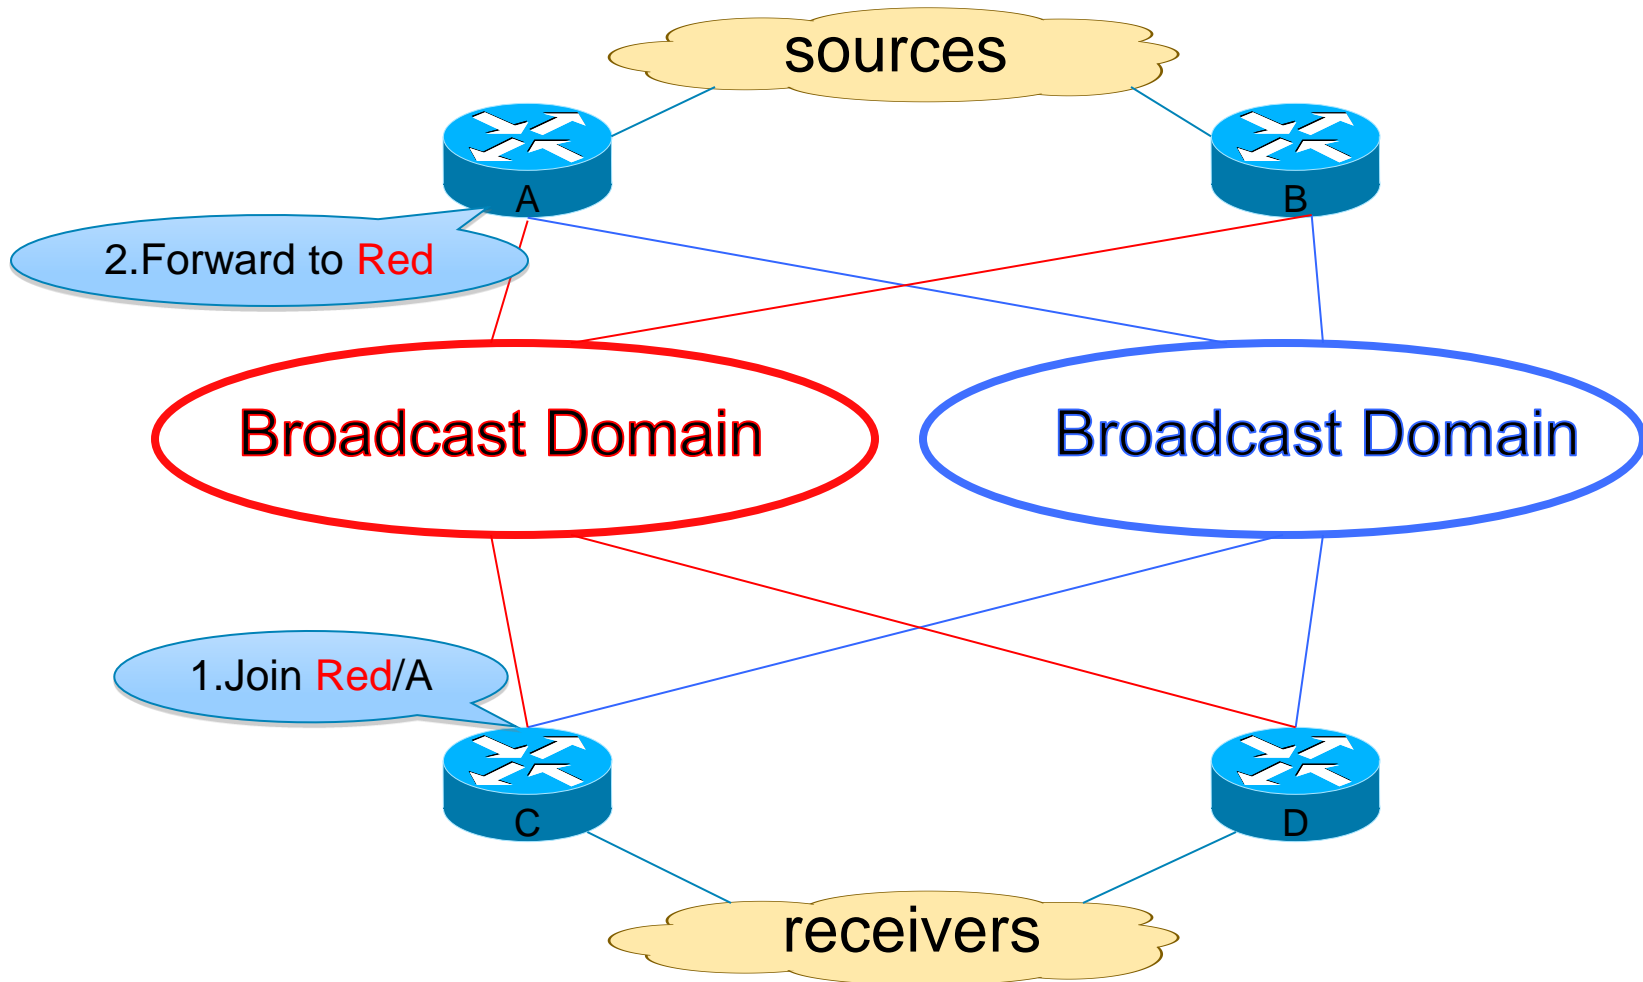 sources
A
B
2.Forward to Red
Broadcast Domain
Broadcast Domain
1.Join Red/A
C
D
receivers